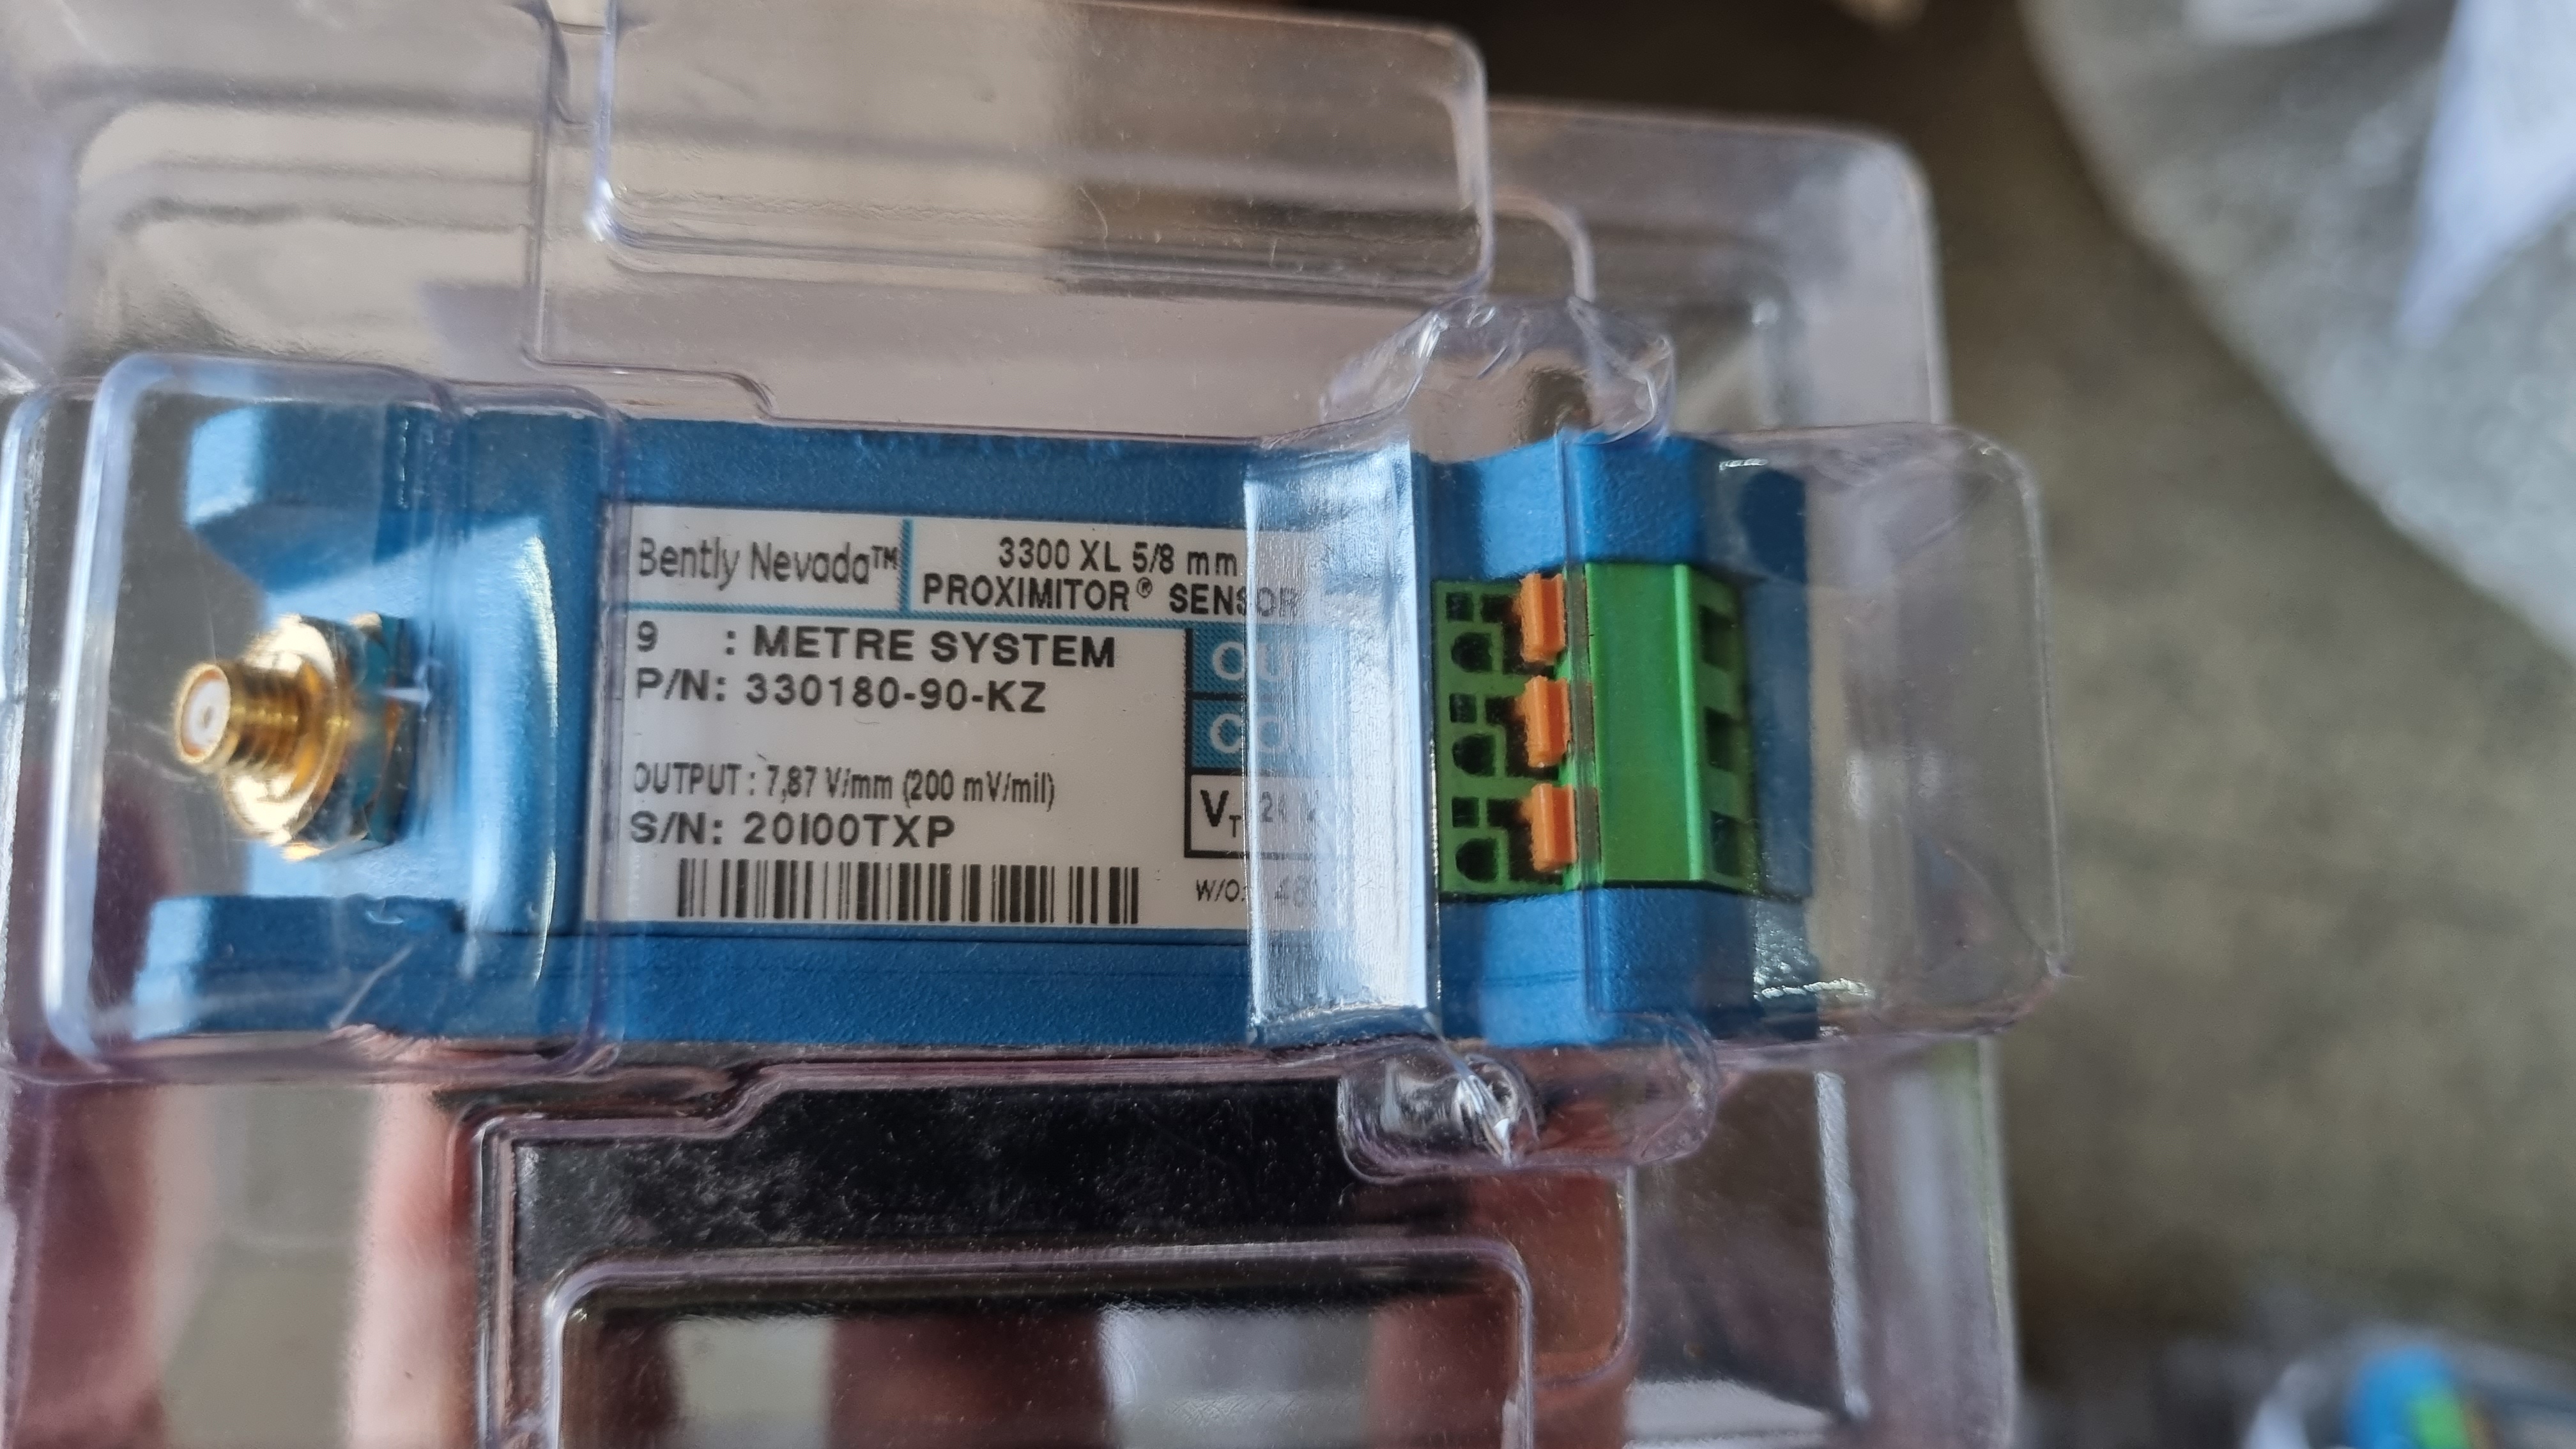 Bently Nevada™
3300 XL 5/8 mm
PROXIMITOR® SENSOR
9 : METRE SYSTEM
P/N: 330180-90-KZ
OUTPUT: 7,87 V/mm (200 mV/mil)
S/N: 20I00TXP
W/O: